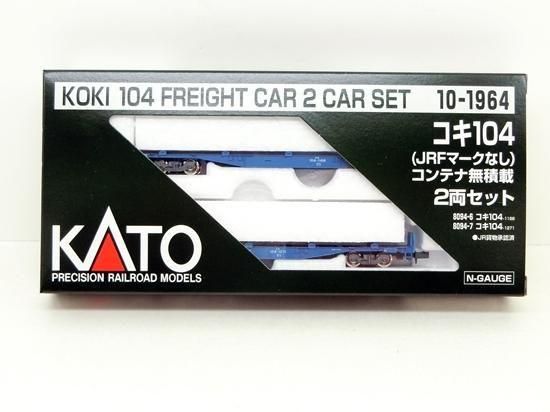 KOKI 104 FREIGHT CAR 2 CAR SET 10-1964
コキ104
(JRFマークなし)
コンテナ無積載
2両セット
8094-6 コキ104-1188
8094-7 コキ104-1271
●JR貨物承認済
KATO
PRECISION RAILROAD MODELS
N-GAUGE